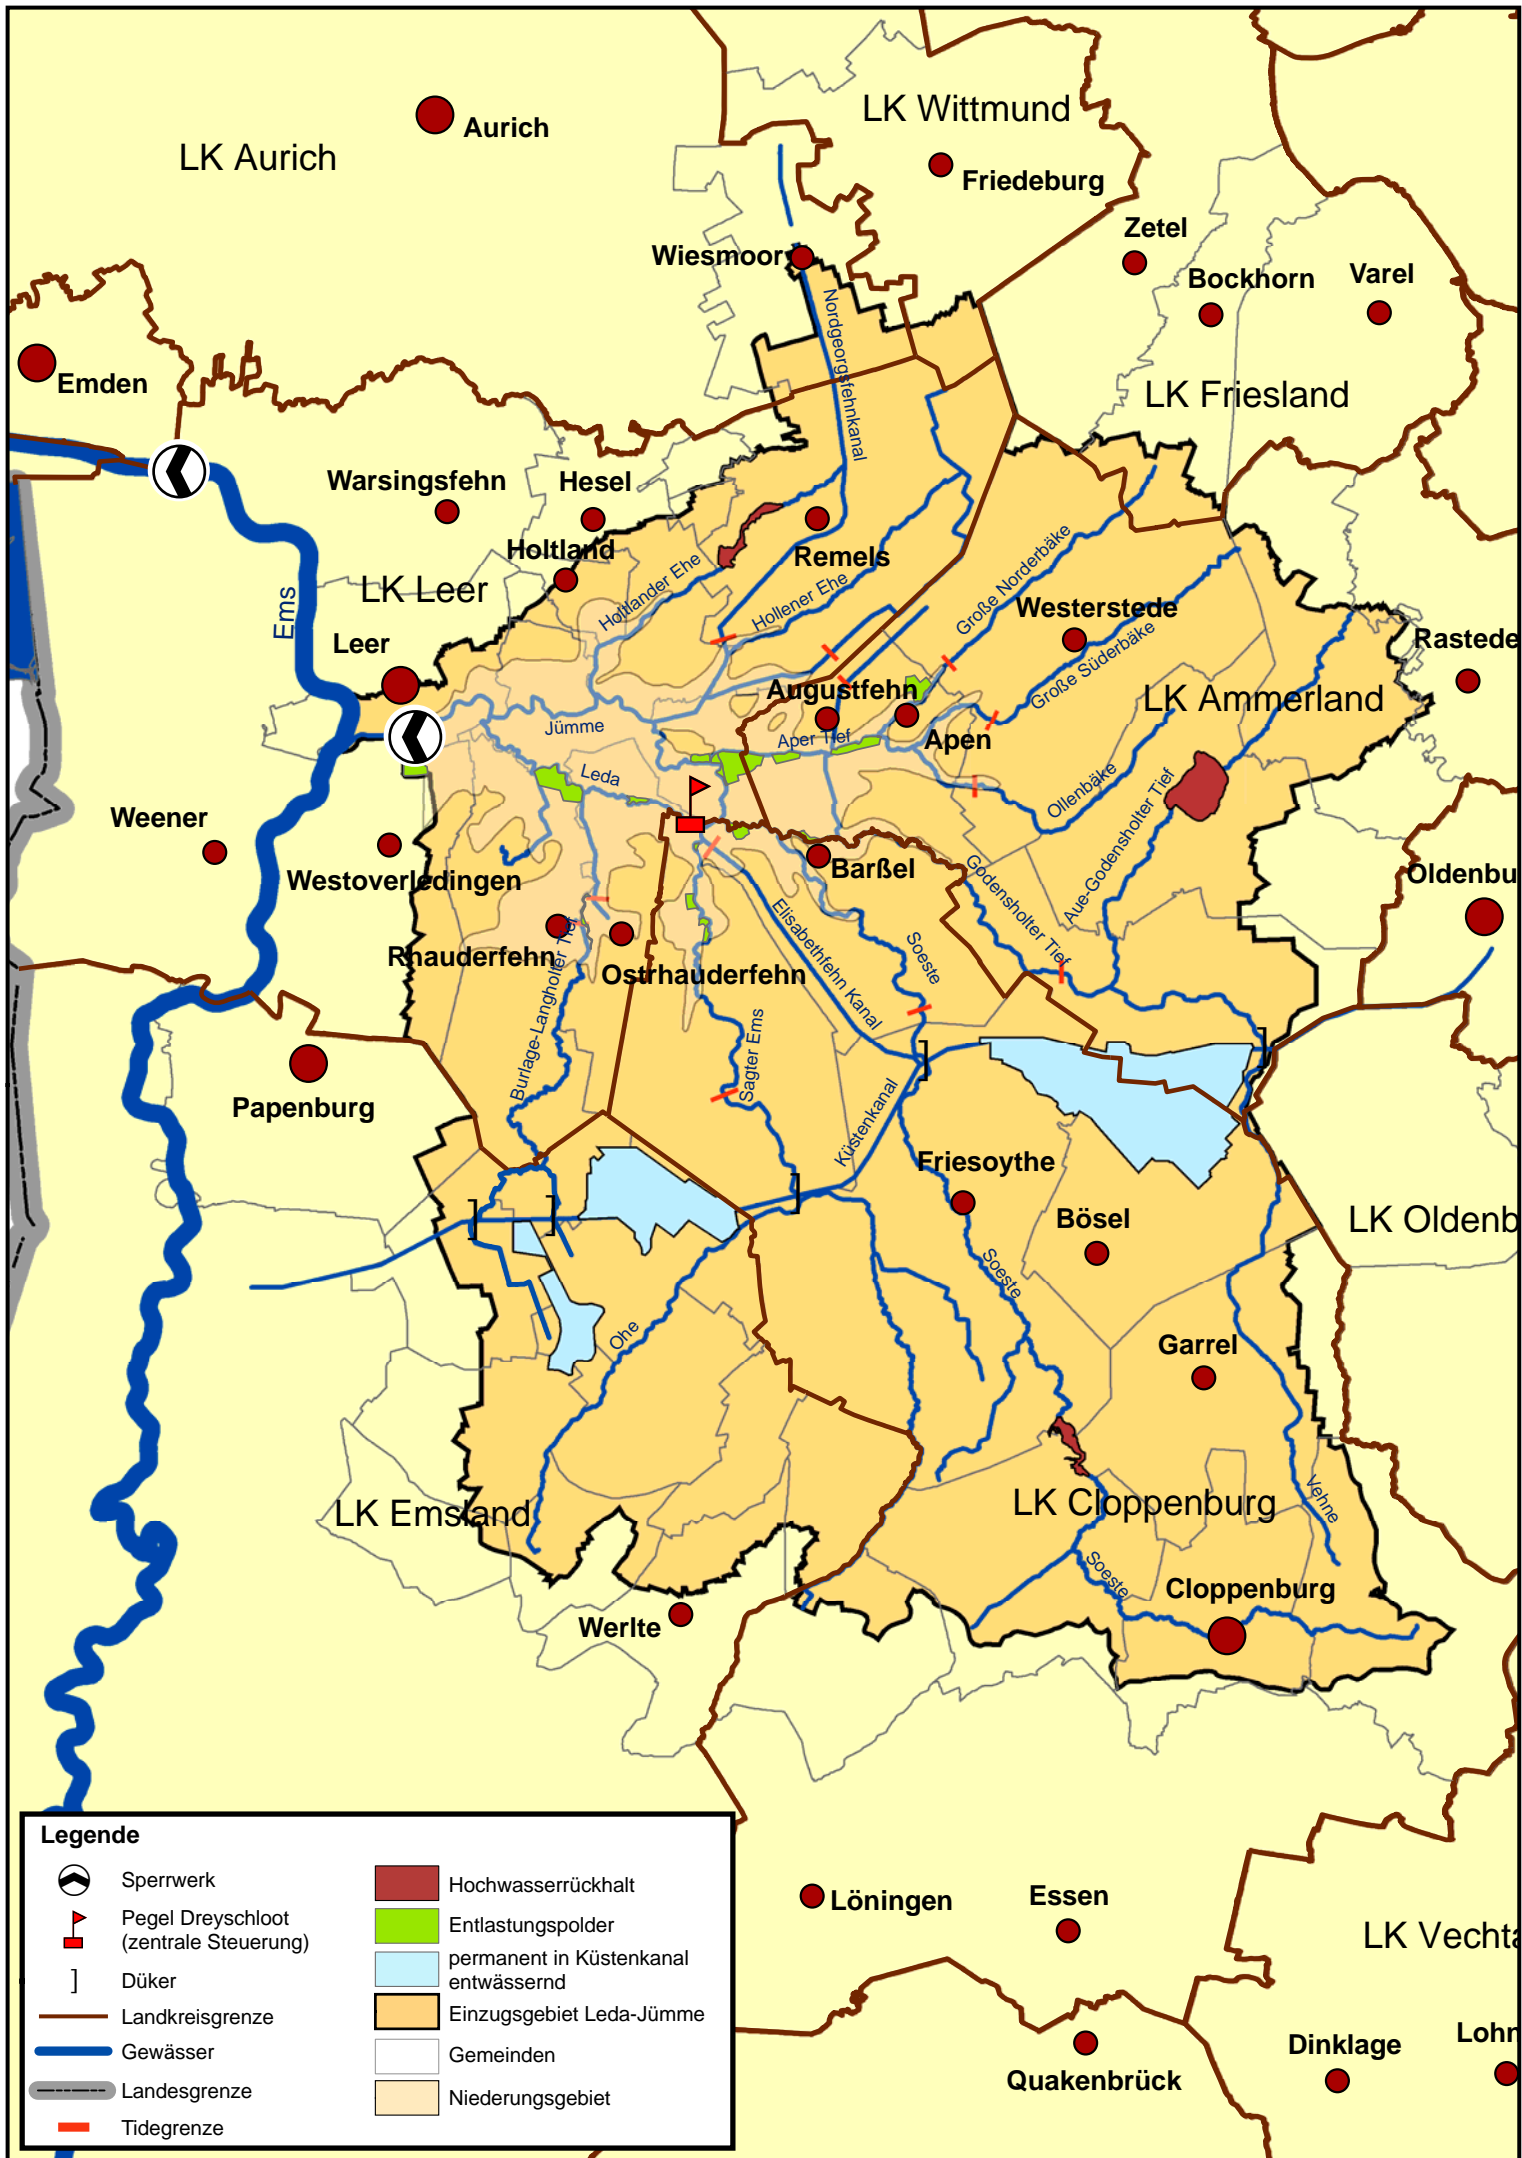 LK Wittmund
Aurich
LK Aurich
Friedeburg
Zetel
Wiesmoor
Bockhorn
Varel
Nordgeorgsfehnkanal
Emden
LK Friesland
Warsingsfehn
Hesel
Holtland
Remels
LK Leer
Ems
Holtlander Ehe
Hollener Ehe
Große Norderbäke
Westerstede
Große Süderbäke
Rastede
Leer
Augustfehn
LK Ammerland
Jümme
Aper Tief
Apen
Leda
Ollenbäke
Aue-Godensholter Tief
Weener
Westoverledingen
Barßel
Godensholter Tief
Oldenbu
Rhauderfehn
Ostrhauderfehn
Elisabethfehn Kanal
Soeste
Burlage-Langholter Tief
Sagter Ems
Papenburg
Küstenkanal
Friesoythe
Bösel
LK Oldenb
Soeste
Ohe
Garrel
LK Emsland
LK Cloppenburg
Vehne
Soeste
Cloppenburg
Werlte
Löningen
Essen
LK Vechta
Dinklage
Lohn
Quakenbrück
Legende
Sperrwerk
Pegel Dreyschloot
(zentrale Steuerung)
]
Düker
Landkreisgrenze
Gewässer
Landesgrenze
Tidegrenze
Hochwasserrückhalt
Entlastungspolder
permanent in Küstenkanal
entwässernd
Einzugsgebiet Leda-Jümme
Gemeinden
Niederungsgebiet